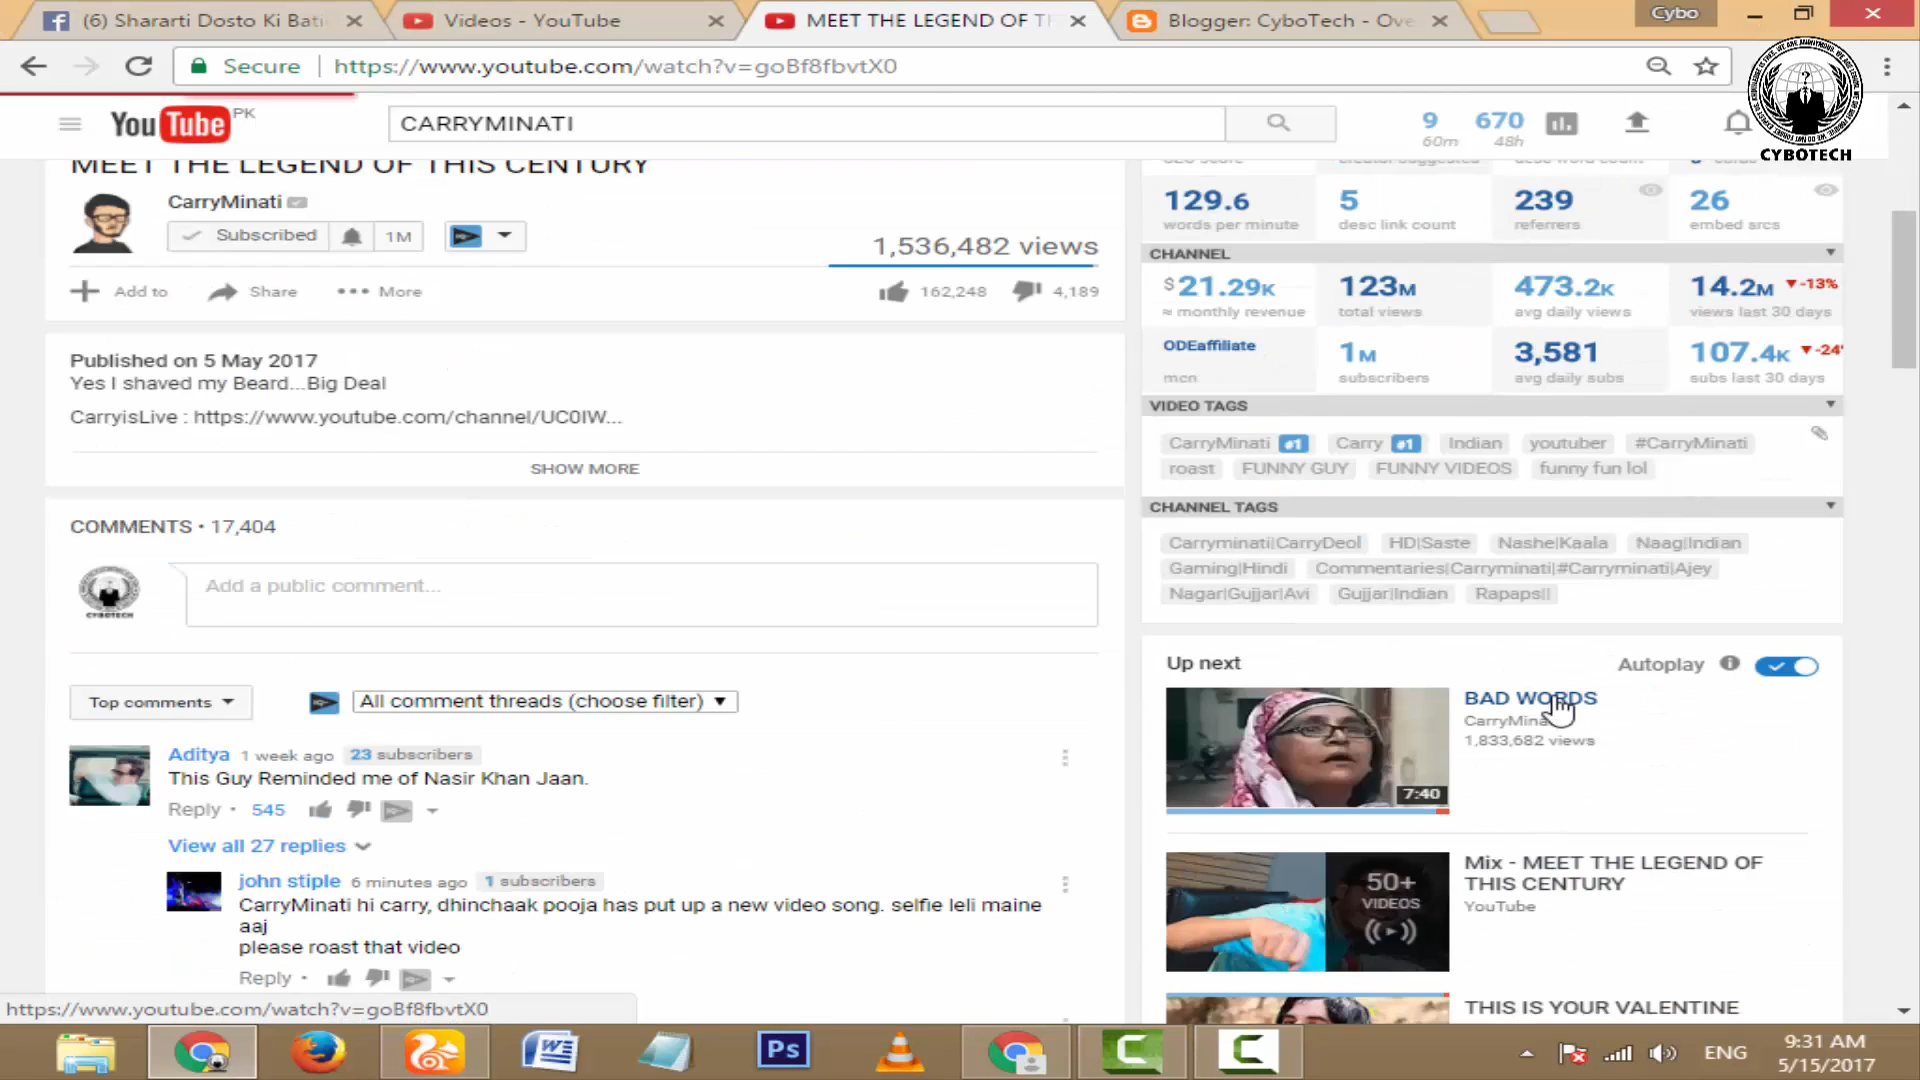 (6) Shararti Dosto Ki Bati
Videos - YouTube
MEET THE LEGEND OF TH
Blogger: CyboTech - Ove
Cybo
Secure
https://www.youtube.com/watch?v=goBf8fbvtX0
YouTube PK
CARRYMINATI
9
60m
670
48h
CYBOTECH
MEET THE LEGEND OF THIS CENTURY
CarryMinati
Subscribed
1M
1,536,482 views
Add to
Share
More
162,248
4,189
129.6
words per minute
5
desc link count
239
referrers
26
embed srcs
CHANNEL
$21.29K
≈ monthly revenue
123M
total views
473.2K
avg daily views
14.2M ▼-13%
views last 30 days
ODEaffiliate
mcn
1M
subscribers
3,581
avg daily subs
107.4K ▼-24
subs last 30 days
Published on 5 May 2017
Yes I shaved my Beard...Big Deal
CarryisLive : https://www.youtube.com/channel/UC0IW...
SHOW MORE
VIDEO TAGS
CarryMinati #1 Carry #1 Indian youtuber #CarryMinati
roast FUNNY GUY FUNNY VIDEOS funny fun lol
CHANNEL TAGS
Carryminati|CarryDeol HD|Saste Nashe|Kaala Naag|Indian
Gaming|Hindi Commentaries|Carryminati|#Carryminati|Ajey
Nagar|Gujjar|Avi Gujjar|Indian Rapaps||
COMMENTS • 17,404
CYBOTECH
Add a public comment...
Top comments
All comment threads (choose filter)
Aditya 1 week ago 23 subscribers
This Guy Reminded me of Nasir Khan Jaan.
Reply • 545
View all 27 replies
john stiple 6 minutes ago 1 subscribers
CarryMinati hi carry, dhinchaak pooja has put up a new video song. selfie leli maine
aaj
please roast that video
Reply •
Up next
Autoplay
BAD WORDS
CarryMina
1,833,682 views
7:40
Mix - MEET THE LEGEND OF
THIS CENTURY
YouTube
50+
VIDEOS
THIS IS YOUR VALENTINE
https://www.youtube.com/watch?v=goBf8fbvtX0
Ps
ENG
9:31 AM
5/15/2017